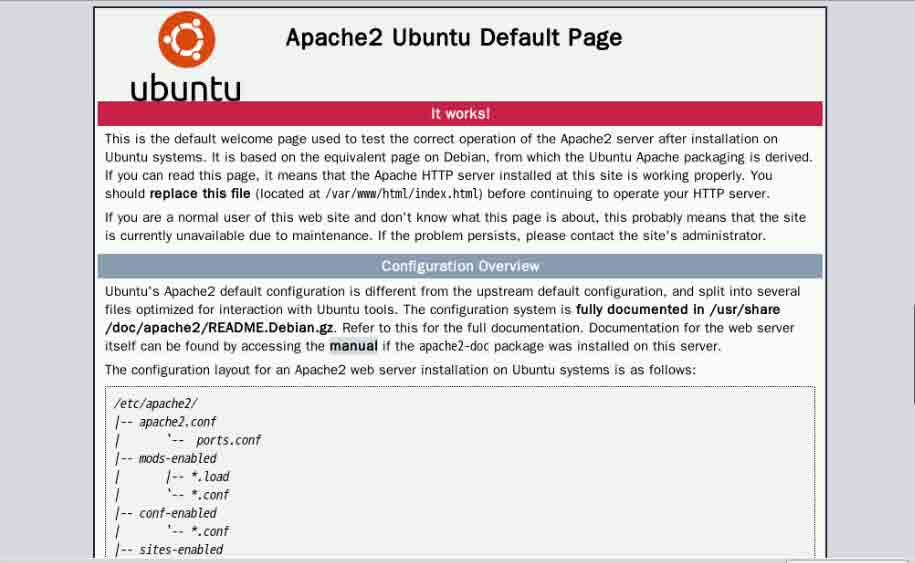 Apache2 Ubuntu Default Page
ubuntu
It works!
This is the default welcome page used to test the correct operation of the Apache2 server after installation on
Ubuntu systems. It is based on the equivalent page on Debian, from which the Ubuntu Apache packaging is derived.
If you can read this page, it means that the Apache HTTP server installed at this site is working properly. You
should replace this file (located at /var/www/html/index.html) before continuing to operate your HTTP server.
If you are a normal user of this web site and don't know what this page is about, this probably means that the site
is currently unavailable due to maintenance. If the problem persists, please contact the site's administrator.
Configuration Overview
Ubuntu's Apache2 default configuration is different from the upstream default configuration, and split into several
files optimized for interaction with Ubuntu tools. The configuration system is fully documented in /usr/share
/doc/apache2/README.Debian.gz. Refer to this for the full documentation. Documentation for the web server
itself can be found by accessing the manual if the apache2-doc package was installed on this server.
The configuration layout for an Apache2 web server installation on Ubuntu systems is as follows:
/etc/apache2/
|-- apache2.conf
|       `--  ports.conf
|-- mods-enabled
|       |-- *.load
|       `-- *.conf
|-- conf-enabled
|       `-- *.conf
|-- sites-enabled